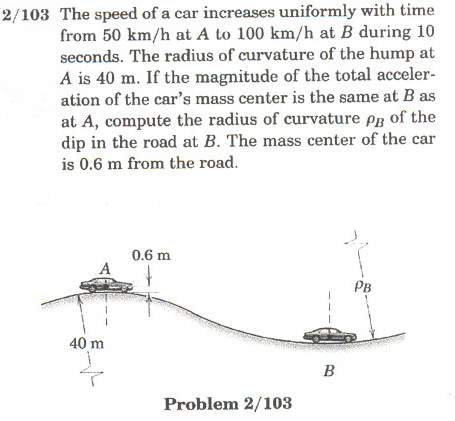 2/103 The speed of a car increases uniformly with time
from 50 km/h at A to 100 km/h at B during 10
seconds. The radius of curvature of the hump at
A is 40 m. If the magnitude of the total acceler-
ation of the car's mass center is the same at B as
at A, compute the radius of curvature ρB of the
dip in the road at B. The mass center of the car
is 0.6 m from the road.
0.6 m
A
ρB
40 m
B
Problem 2/103